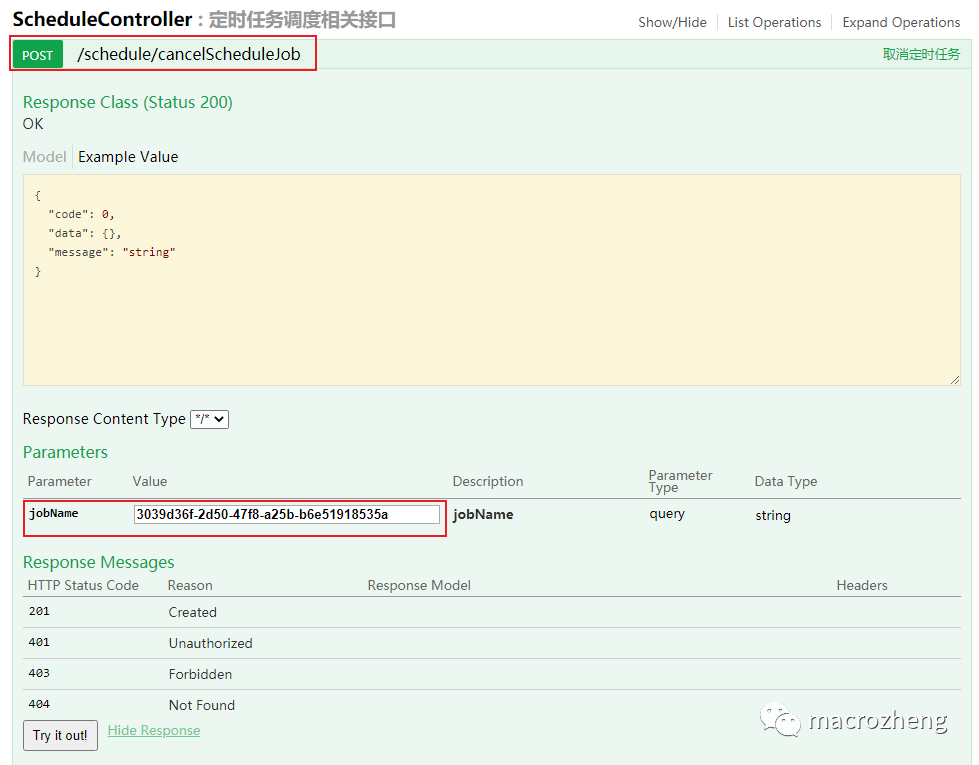 ScheduleController : 定时任务调度相关接口
Show/Hide List Operations Expand Operations
POST /schedule/cancelScheduleJob 取消定时任务
Response Class (Status 200)
OK
Model Example Value
{
"code": 0,
"data": {},
"message": "string"
}
Response Content Type */*
Parameters
Parameter Value Description Parameter Type Data Type
jobName 3039d36f-2d50-47f8-a25b-b6e51918535a jobName query string
Response Messages
HTTP Status Code Reason Response Model Headers
201 Created
401 Unauthorized
403 Forbidden
404 Not Found
Try it out! Hide Response
macrozheng